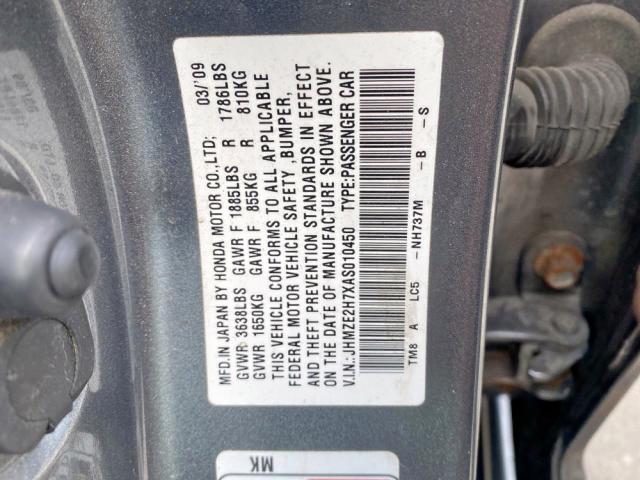 MFD.IN JAPAN BY HONDA MOTOR CO.,LTD; 03/'09
GVWR 3638LBS GAWR F 1885LBS R 1786LBS
GVWR 1650KG GAWR F 855KG R 810KG
THIS VEHICLE CONFORMS TO ALL APPLICABLE
FEDERAL MOTOR VEHICLE SAFETY ,BUMPER,
AND THEFT PREVENTION STANDARDS IN EFFECT
ON THE DATE OF MANUFACTURE SHOWN ABOVE.
V.I.N.: JHMZE2H7XAS010450 TYPE:PASSENGER CAR
TM8 A LC5 -NH737M -B -S
MK